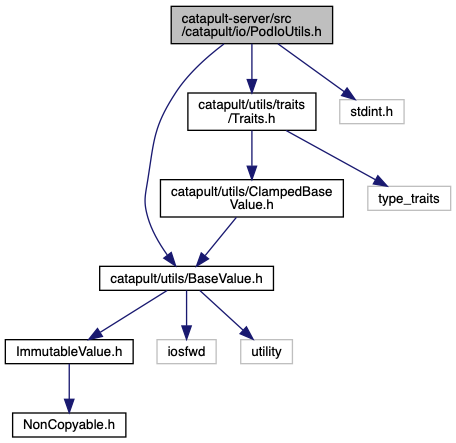 catapult-server/src
/catapult/io/PodIoUtils.h
catapult/utils/traits
/Traits.h
stdint.h
catapult/utils/ClampedBase
Value.h
type_traits
catapult/utils/BaseValue.h
ImmutableValue.h
iosfwd
utility
NonCopyable.h